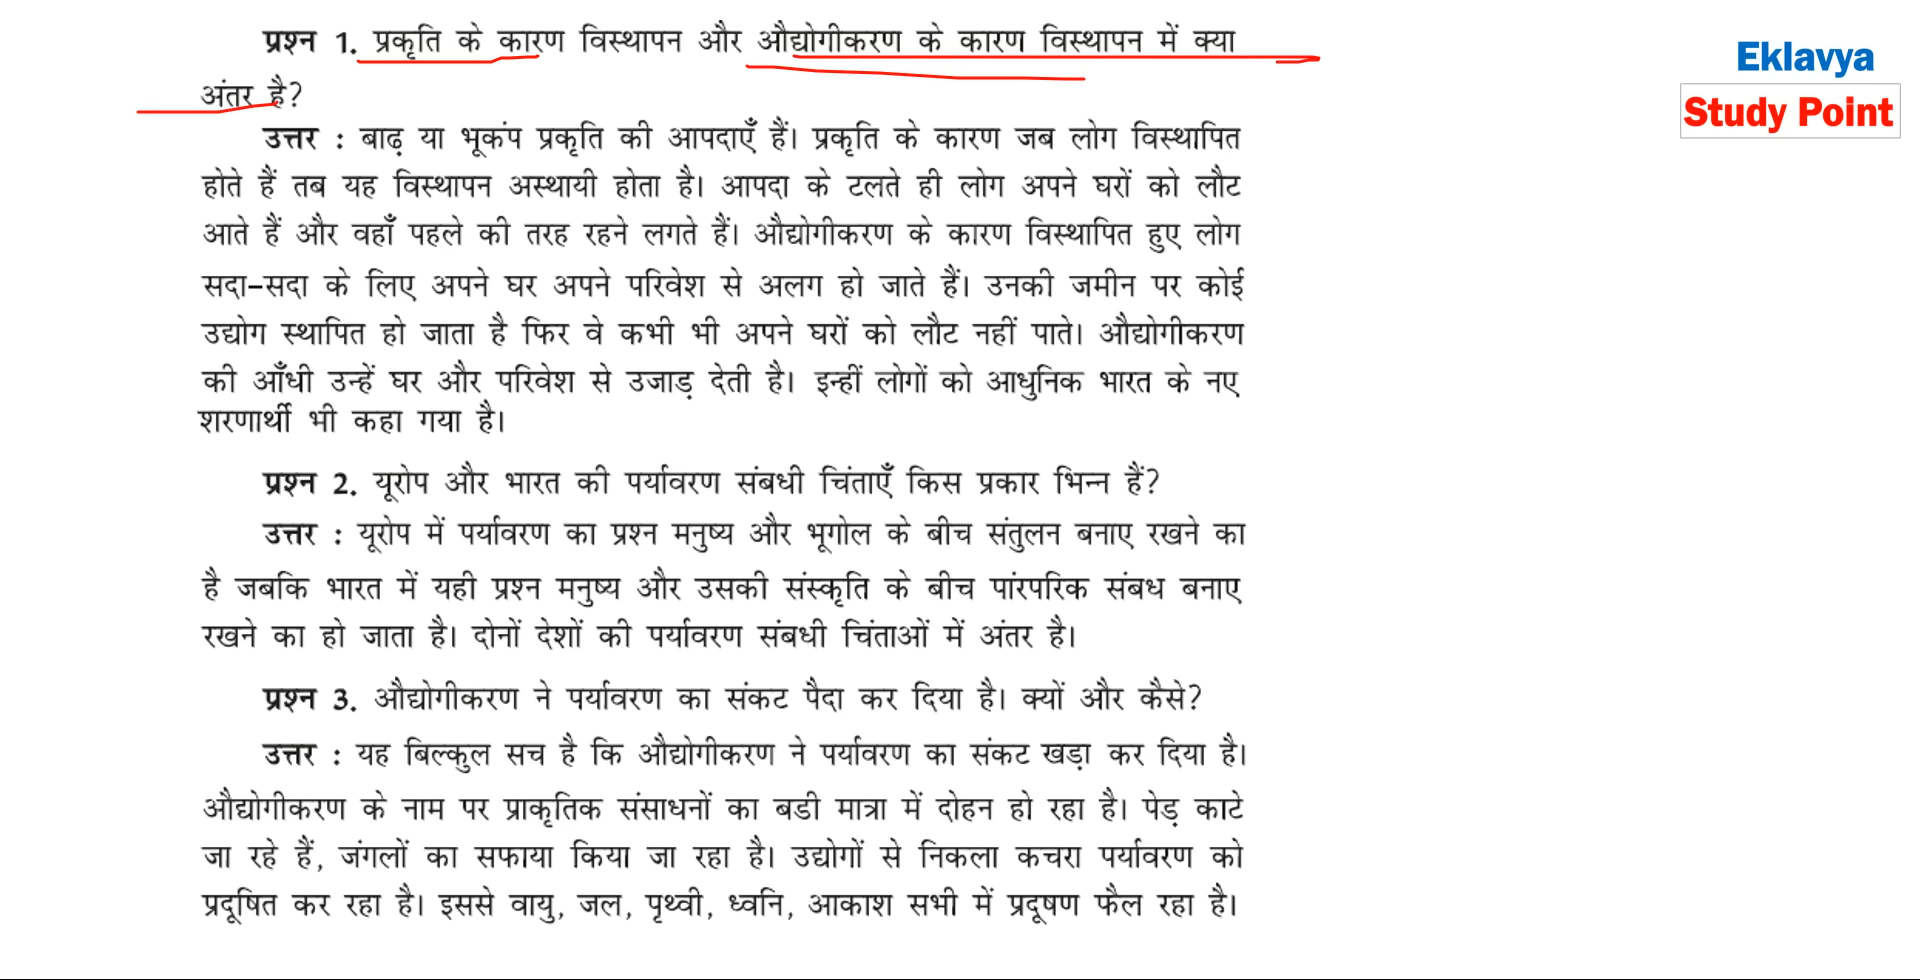 प्रश्न 1. प्रकृति के कारण विस्थापन और औद्योगीकरण के कारण विस्थापन में क्या
अंतर है?
उत्तर : बाढ़ या भूकंप प्रकृति की आपदाएँ हैं। प्रकृति के कारण जब लोग विस्थापित
होते हैं तब यह विस्थापन अस्थायी होता है। आपदा के टलते ही लोग अपने घरों को लौट
आते हैं और वहाँ पहले की तरह रहने लगते हैं। औद्योगीकरण के कारण विस्थापित हुए लोग
सदा–सदा के लिए अपने घर अपने परिवेश से अलग हो जाते हैं। उनकी जमीन पर कोई
उद्योग स्थापित हो जाता है फिर वे कभी भी अपने घरों को लौट नहीं पाते। औद्योगीकरण
की आँधी उन्हें घर और परिवेश से उजाड़ देती है। इन्हीं लोगों को आधुनिक भारत के नए
शरणार्थी भी कहा गया है।
प्रश्न 2. यूरोप और भारत की पर्यावरण संबधी चिंताएँ किस प्रकार भिन्न हैं?
उत्तर : यूरोप में पर्यावरण का प्रश्न मनुष्य और भूगोल के बीच संतुलन बनाए रखने का
है जबकि भारत में यही प्रश्न मनुष्य और उसकी संस्कृति के बीच पांरपरिक संबध बनाए
रखने का हो जाता है। दोनों देशों की पर्यावरण संबधी चिंताओं में अंतर है।
प्रश्न 3. औद्योगीकरण ने पर्यावरण का संकट पैदा कर दिया है। क्यों और कैसे?
उत्तर : यह बिल्कुल सच है कि औद्योगीकरण ने पर्यावरण का संकट खड़ा कर दिया है।
औद्योगीकरण के नाम पर प्राकृतिक संसाधनों का बडी मात्रा में दोहन हो रहा है। पेड़ काटे
जा रहे हैं, जंगलों का सफाया किया जा रहा है। उद्योगों से निकला कचरा पर्यावरण को
प्रदूषित कर रहा है। इससे वायु, जल, पृथ्वी, ध्वनि, आकाश सभी में प्रदूषण फैल रहा है।
Eklavya
Study Point